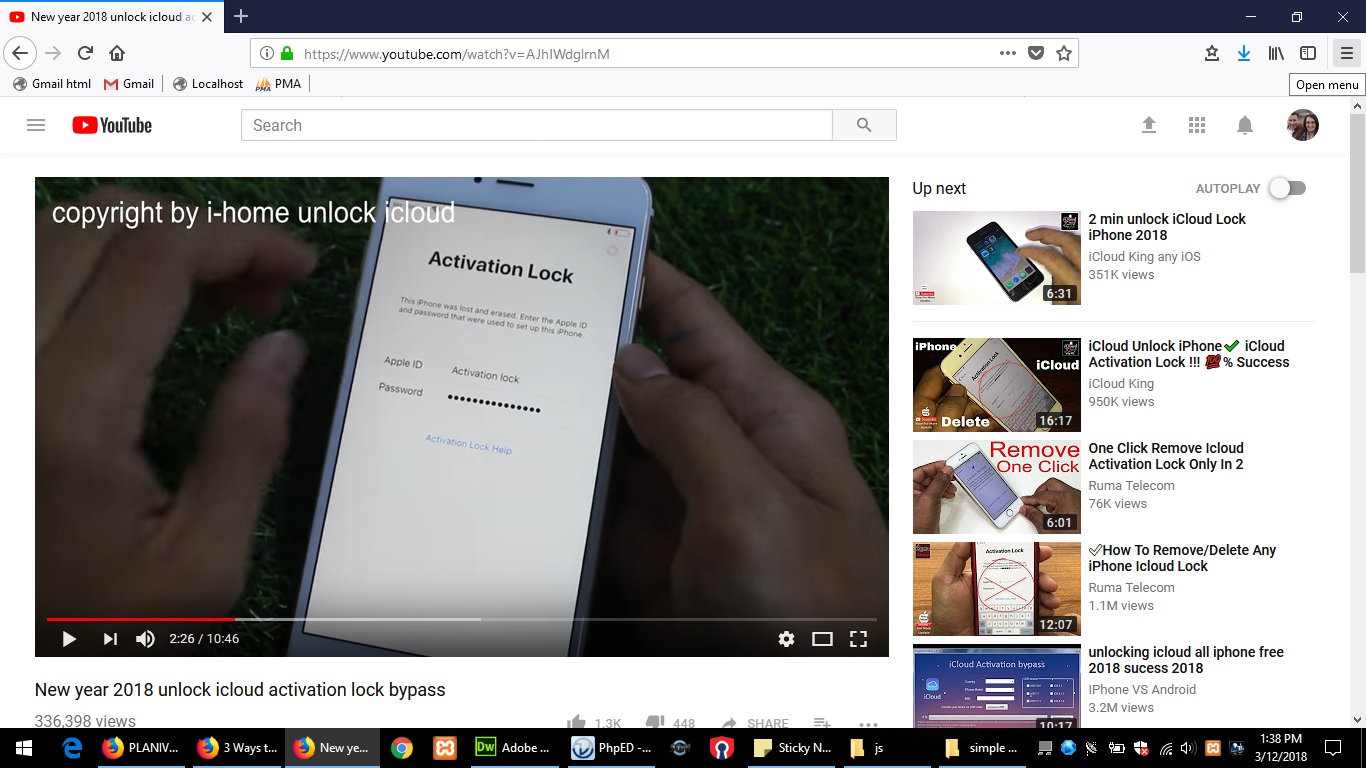 New year 2018 unlock icloud ac
https://www.youtube.com/watch?v=AJhIWdglrnM
Gmail html
Gmail
Localhost
PMA
Open menu
YouTube
Search
copyright by i-home unlock icloud
Activation Lock
This iPhone was lost and erased. Enter the Apple ID
and password that were used to set up this iPhone.
Apple ID Activation lock
Password
Activation Lock Help
2:26 / 10:46
New year 2018 unlock icloud activation lock bypass
336,398 views
1.3K
448
SHARE
Up next
AUTOPLAY
6:31
2 min unlock iCloud Lock
iPhone 2018
iCloud King any iOS
351K views
iPhone
iCloud
Activation Lock
Delete
16:17
iCloud Unlock iPhone✔ iCloud
Activation Lock !!! 💯% Success
iCloud King
950K views
Remove
One Click
6:01
One Click Remove Icloud
Activation Lock Only In 2
Ruma Telecom
76K views
Activation Lock
12:07
✅How To Remove/Delete Any
iPhone Icloud Lock
Ruma Telecom
1.1M views
iCloud Activation bypass
iCloud
10:17
unlocking icloud all iphone free
2018 sucess 2018
IPhone VS Android
3.2M views
PLANIV...
3 Ways t...
New ye...
Dw
Adobe ...
PhpED -...
Sticky N...
js
simple ...
1:38 PM
3/12/2018